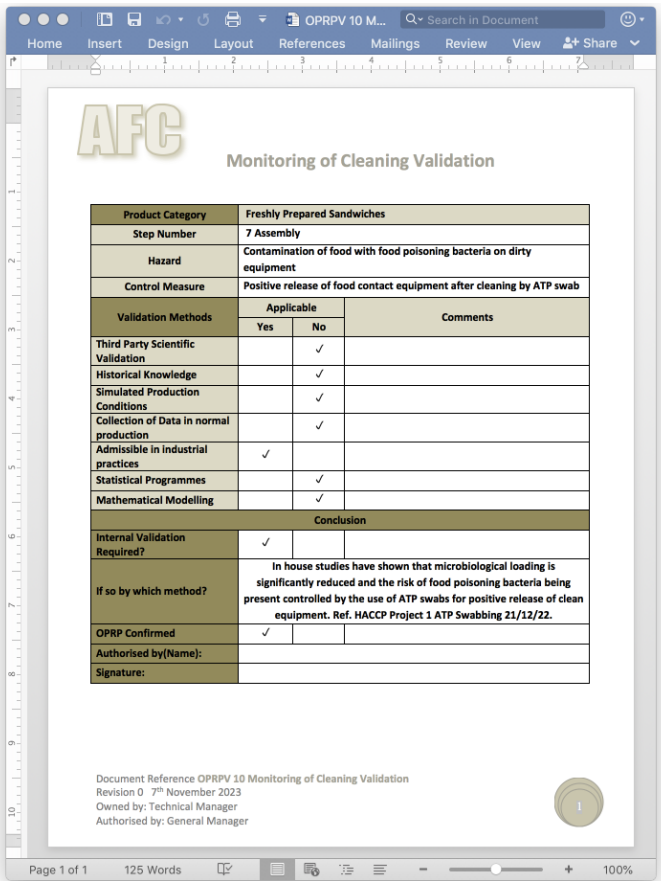 OPRPV 10 M...
Search in Document
Home Insert Design Layout References Mailings Review View Share
1 2 3 4 5 6 7
AFC
Monitoring of Cleaning Validation
Product Category Freshly Prepared Sandwiches
Step Number 7 Assembly
Hazard Contamination of food with food poisoning bacteria on dirty
equipment
Control Measure Positive release of food contact equipment after cleaning by ATP swab
Validation Methods Applicable Comments
Yes No
Third Party Scientific
Validation ✓
Historical Knowledge ✓
Simulated Production
Conditions ✓
Collection of Data in normal
production ✓
Admissible in industrial
practices ✓
Statistical Programmes ✓
Mathematical Modelling ✓
Conclusion
Internal Validation
Required? ✓
If so by which method? In house studies have shown that microbiological loading is
significantly reduced and the risk of food poisoning bacteria being
present controlled by the use of ATP swabs for positive release of clean
equipment. Ref. HACCP Project 1 ATP Swabbing 21/12/22.
OPRP Confirmed ✓
Authorised by(Name):
Signature:
Document Reference OPRPV 10 Monitoring of Cleaning Validation
Revision 0 7th November 2023
Owned by: Technical Manager
Authorised by: General Manager
1
Page 1 of 1 125 Words 100%